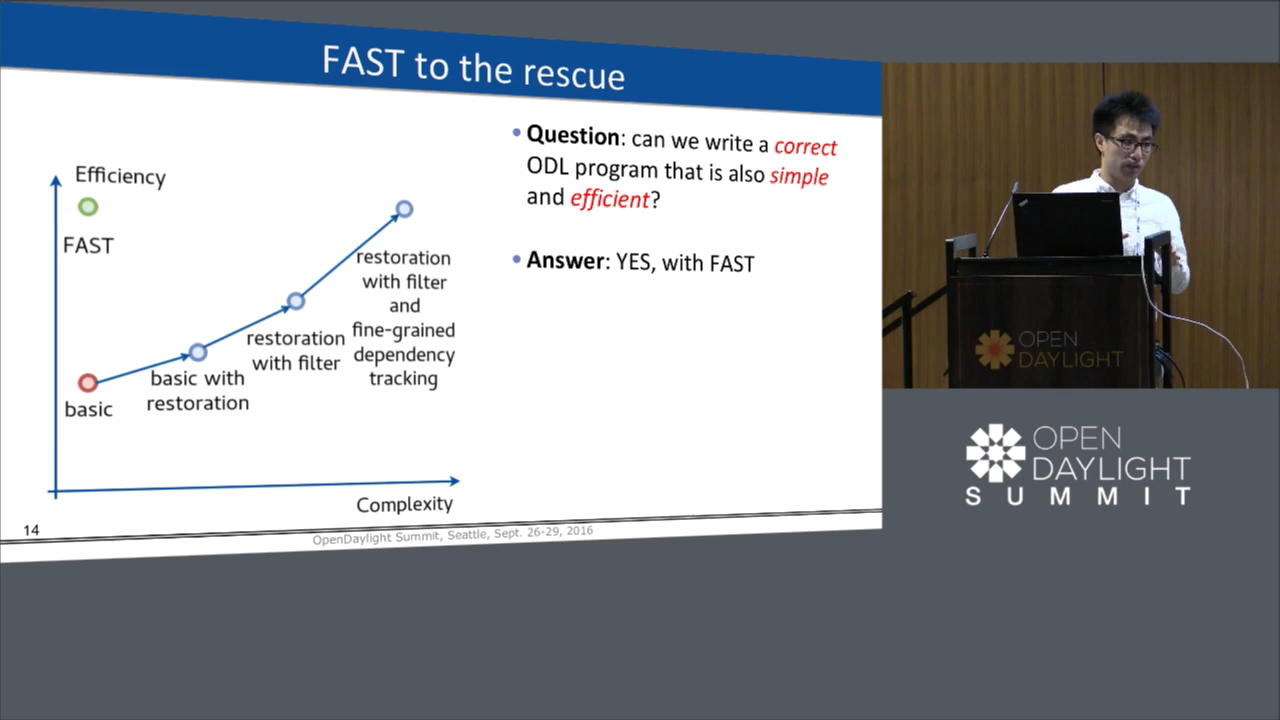 FAST to the rescue
Efficiency
FAST
basic
basic with
restoration
restoration
with filter
restoration
with filter
and
fine-grained
dependency
tracking
Complexity
• Question: can we write a correct
ODL program that is also simple
and efficient?
• Answer: YES, with FAST
14
OpenDaylight Summit, Seattle, Sept. 26-29, 2016
OPEN
DAYLIGHT
OPEN
DAYLIGHT
SUMMIT